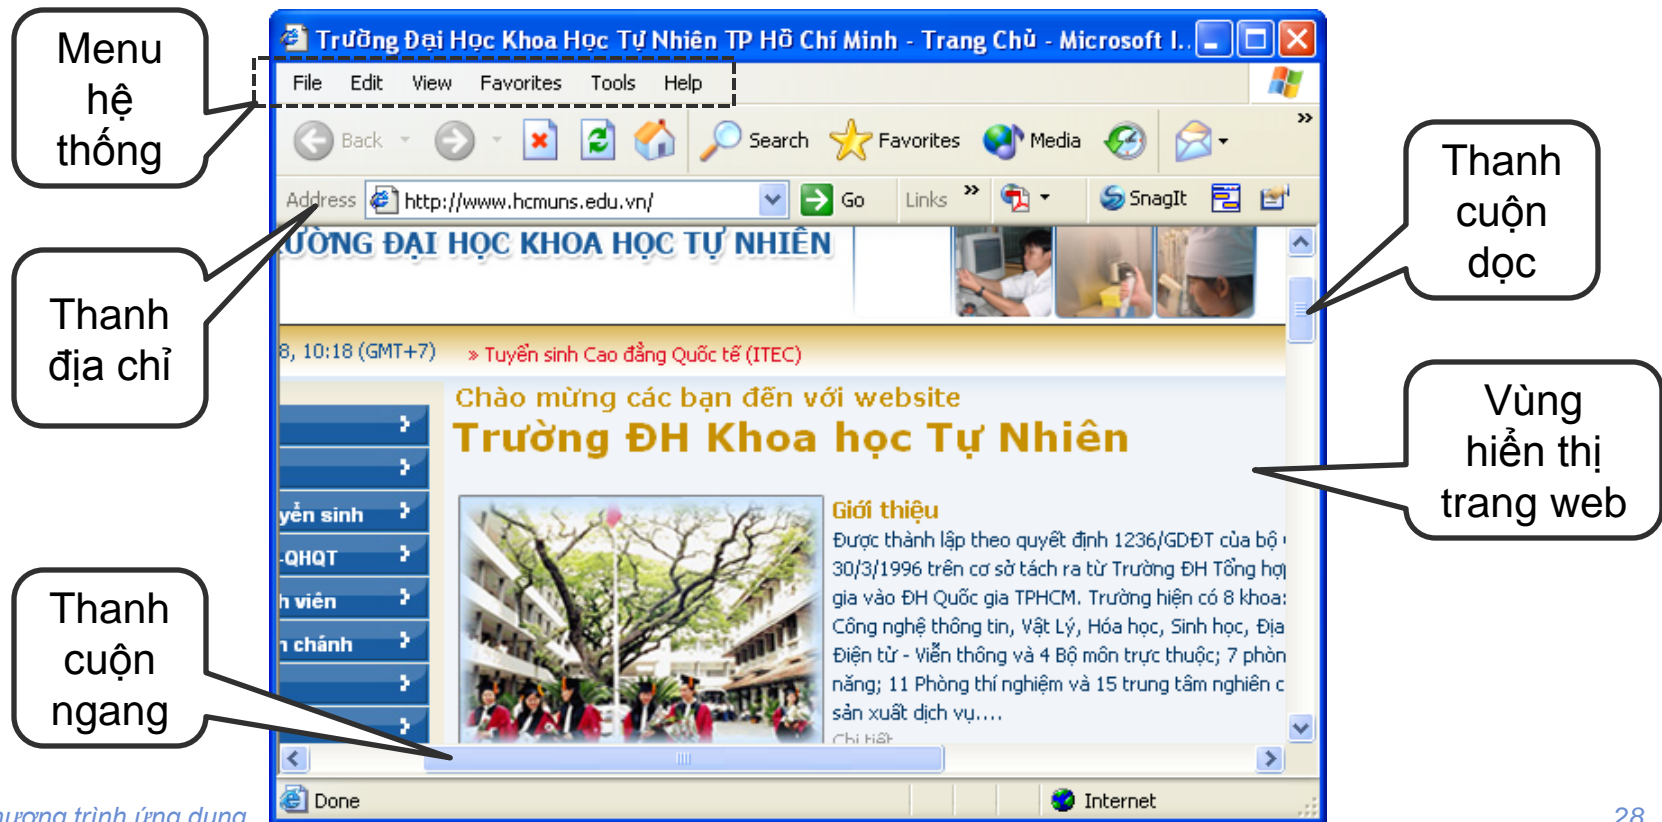 Menu
hệ
thống
Thanh
địa chỉ
Thanh
cuộn
ngang
Trường Đại Học Khoa Học Tự Nhiên TP Hồ Chí Minh - Trang Chủ - Microsoft I..
File Edit View Favorites Tools Help
Back Search Favorites Media
Address http://www.hcmuns.edu.vn/ Go Links SnagIt
ƯỜNG ĐẠI HỌC KHOA HỌC TỰ NHIÊN
8, 10:18 (GMT+7) » Tuyển sinh Cao đẳng Quốc tế (ITEC)
Chào mừng các bạn đến với website
Trường ĐH Khoa học Tự Nhiên
yển sinh
-QHQT
h viên
n chánh
Giới thiệu
Được thành lập theo quyết định 1236/GDĐT của bộ
30/3/1996 trên cơ sở tách ra từ Trường ĐH Tổng hợp
gia vào ĐH Quốc gia TPHCM. Trường hiện có 8 khoa:
Công nghệ thông tin, Vật Lý, Hóa học, Sinh học, Địa
Điện tử - Viễn thông và 4 Bộ môn trực thuộc; 7 phòn
năng; 11 Phòng thí nghiệm và 15 trung tâm nghiên c
sản xuất dịch vụ....
Chi tiết
Done Internet
Thanh
cuộn
dọc
Vùng
hiển thị
trang web
hương trình ứng dụng
28